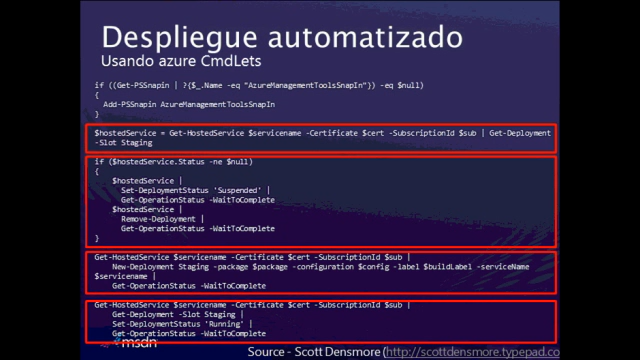 Despliegue automatizado
Usando azure CmdLets
if ((Get-PSSnapin | ?{$_.Name -eq "AzureManagementToolsSnapIn"}) -eq $null)
{
Add-PSSnapin AzureManagementToolsSnapIn
}
$hostedService = Get-HostedService $servicename -Certificate $cert -SubscriptionId $sub | Get-Deployment
-Slot Staging
if ($hostedService.Status -ne $null)
{
$hostedService |
Set-DeploymentStatus 'Suspended' |
Get-OperationStatus -WaitToComplete
$hostedService |
Remove-Deployment |
Get-OperationStatus -WaitToComplete
}
Get-HostedService $servicename -Certificate $cert -SubscriptionId $sub |
New-Deployment Staging -package $package -configuration $config -label $buildLabel -serviceName
$servicename |
Get-OperationStatus -WaitToComplete
Get-HostedService $servicename -Certificate $cert -SubscriptionId $sub |
Get-Deployment -Slot Staging |
Set-DeploymentStatus 'Running' |
Get-OperationStatus -WaitToComplete
msdn
Source - Scott Densmore (http://scottdensmore.typepad.co